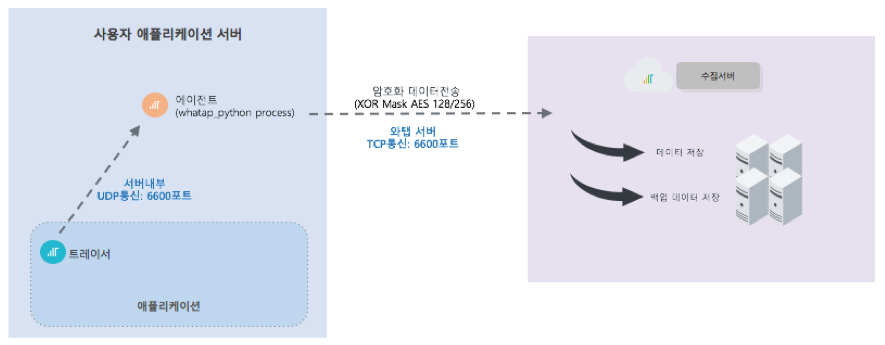 사용자 애플리케이션 서버
에이전트
(whatap_python process)
서버내부
UDP통신: 6600포트
트레이서
애플리케이션
암호화 데이터전송
(XOR Mask AES 128/256)
와탭 서버
TCP통신: 6600포트
수집서버
데이터 저장
백업 데이터 저장